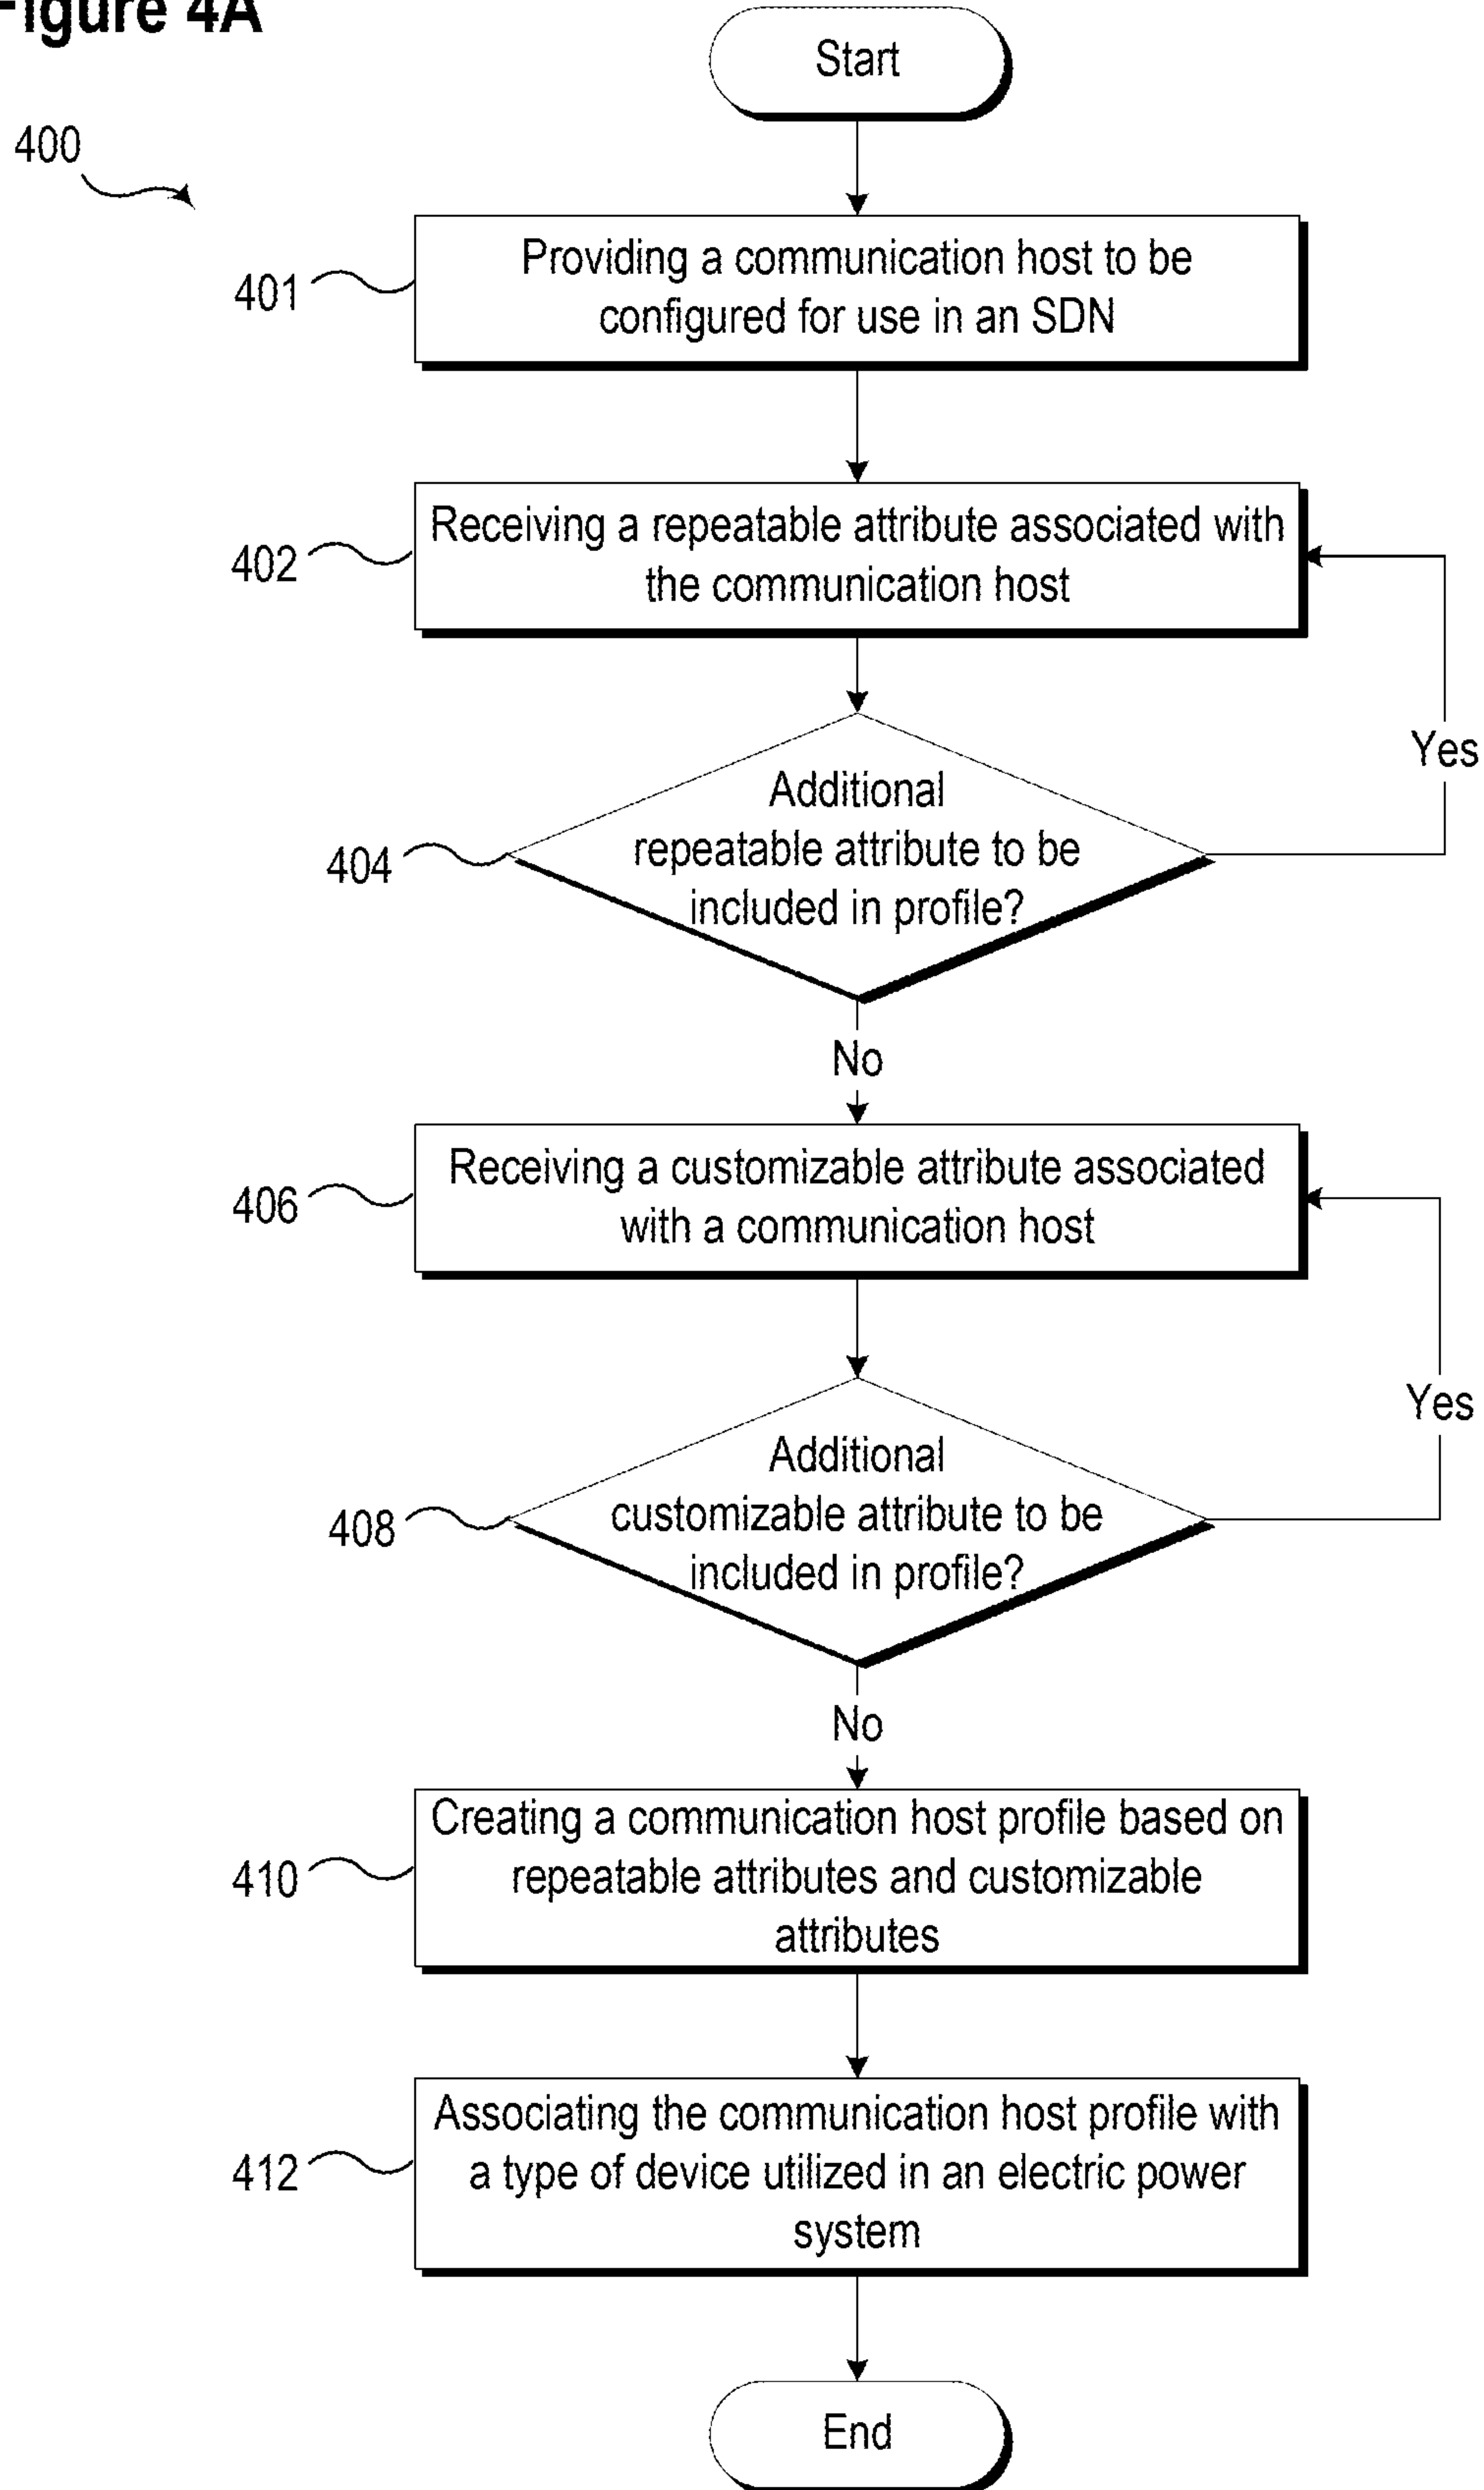 Figure 4A
Start
400
401
Providing a communication host to be
configured for use in an SDN
402
Receiving a repeatable attribute associated with
the communication host
Yes
404
Additional
repeatable attribute to be
included in profile?
No
406
Receiving a customizable attribute associated
with a communication host
Yes
408
Additional
customizable attribute to be
included in profile?
No
410
Creating a communication host profile based on
repeatable attributes and customizable
attributes
412
Associating the communication host profile with
a type of device utilized in an electric power
system
End